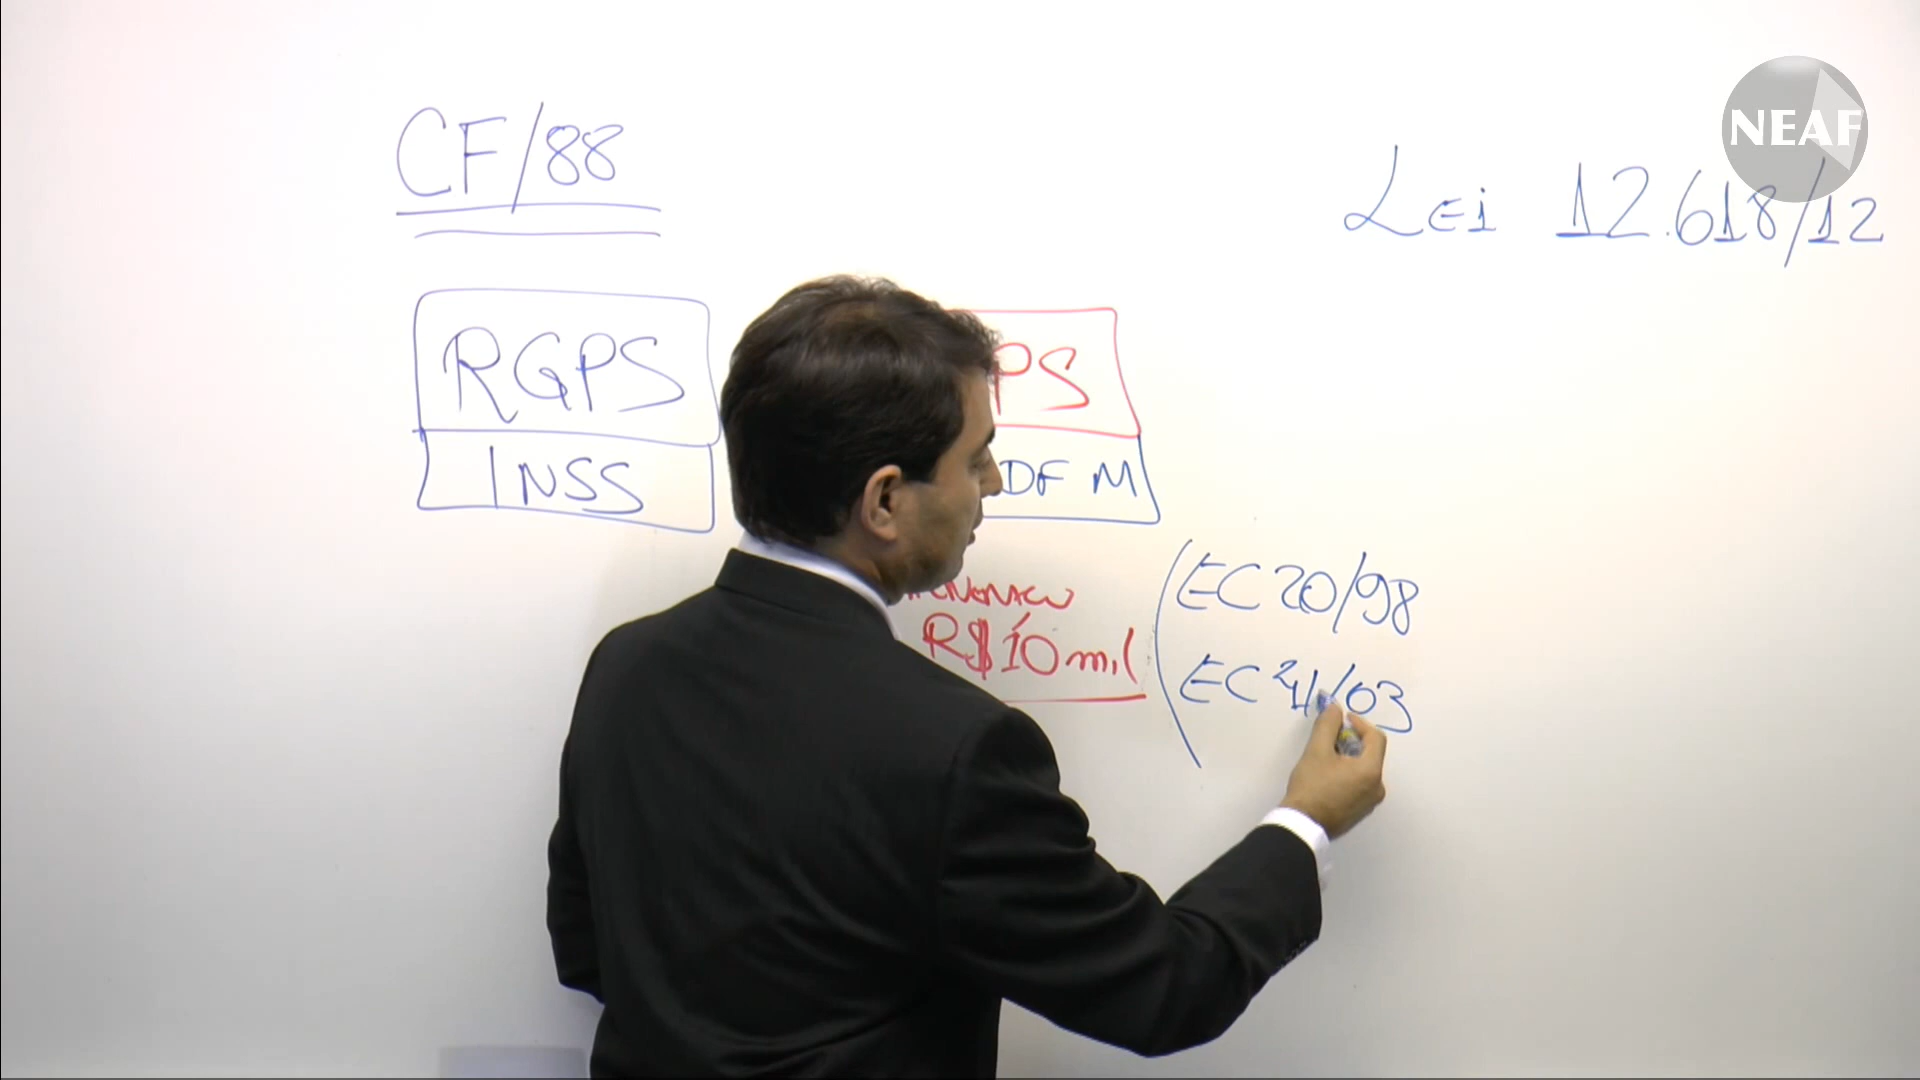 NEAF
CF/88
Lei 12.618/12
RGPS
PS
INSS
DF M
EC 20/98
R$10 mil
EC 41/03